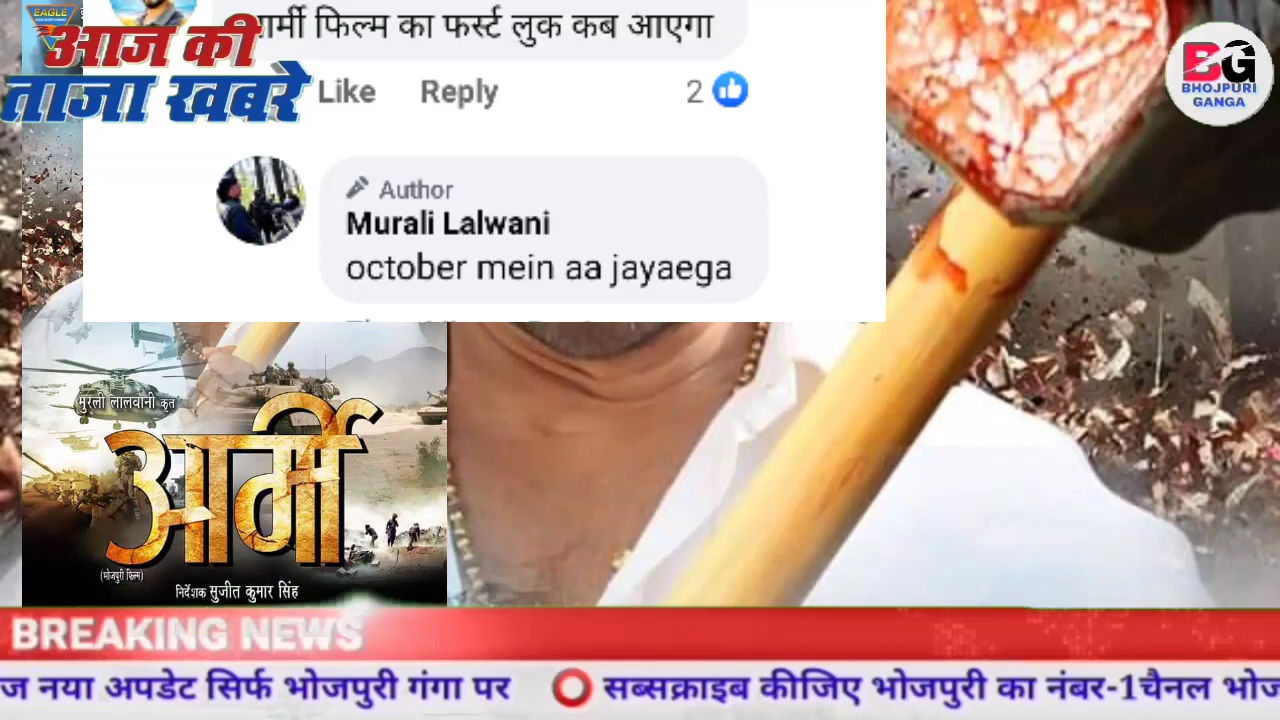 EAGLE
आज की
ताजा खबरे
आर्मी फिल्म का फर्स्ट लुक कब आएगा
Like Reply 2
Author
Murali Lalwani
october mein aa jayaega
BG
BHOJPURI
GANGA
मुरली लालवानी कृत
आर्मी
(भोजपुरी फिल्म)
निर्देशक सुजीत कुमार सिंह
BREAKING NEWS
ज नया अपडेट सिर्फ भोजपुरी गंगा पर सब्सक्राइब कीजिए भोजपुरी का नंबर-1चैनल भोज